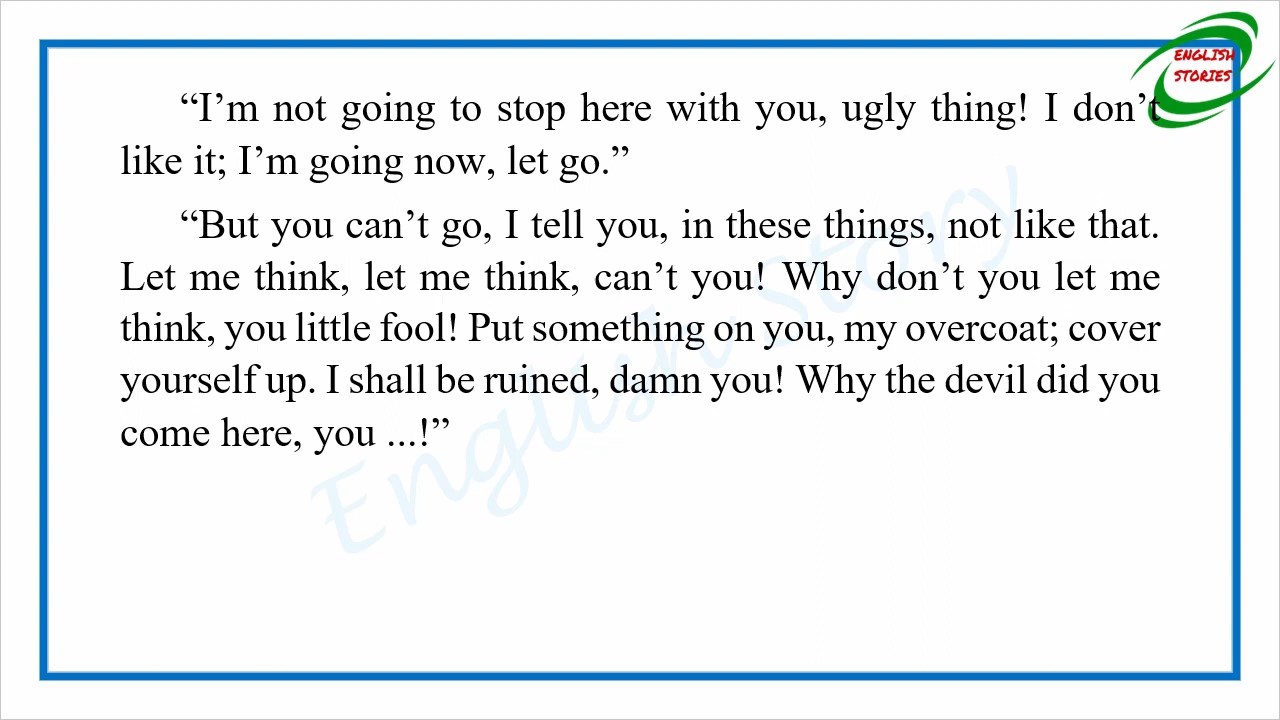 ENGLISH
STORIES
“I’m not going to stop here with you, ugly thing! I don’t
like it; I’m going now, let go.”
“But you can’t go, I tell you, in these things, not like that.
Let me think, let me think, can’t you! Why don’t you let me
think, you little fool! Put something on you, my overcoat; cover
yourself up. I shall be ruined, damn you! Why the devil did you
come here, you ...!”
English Story